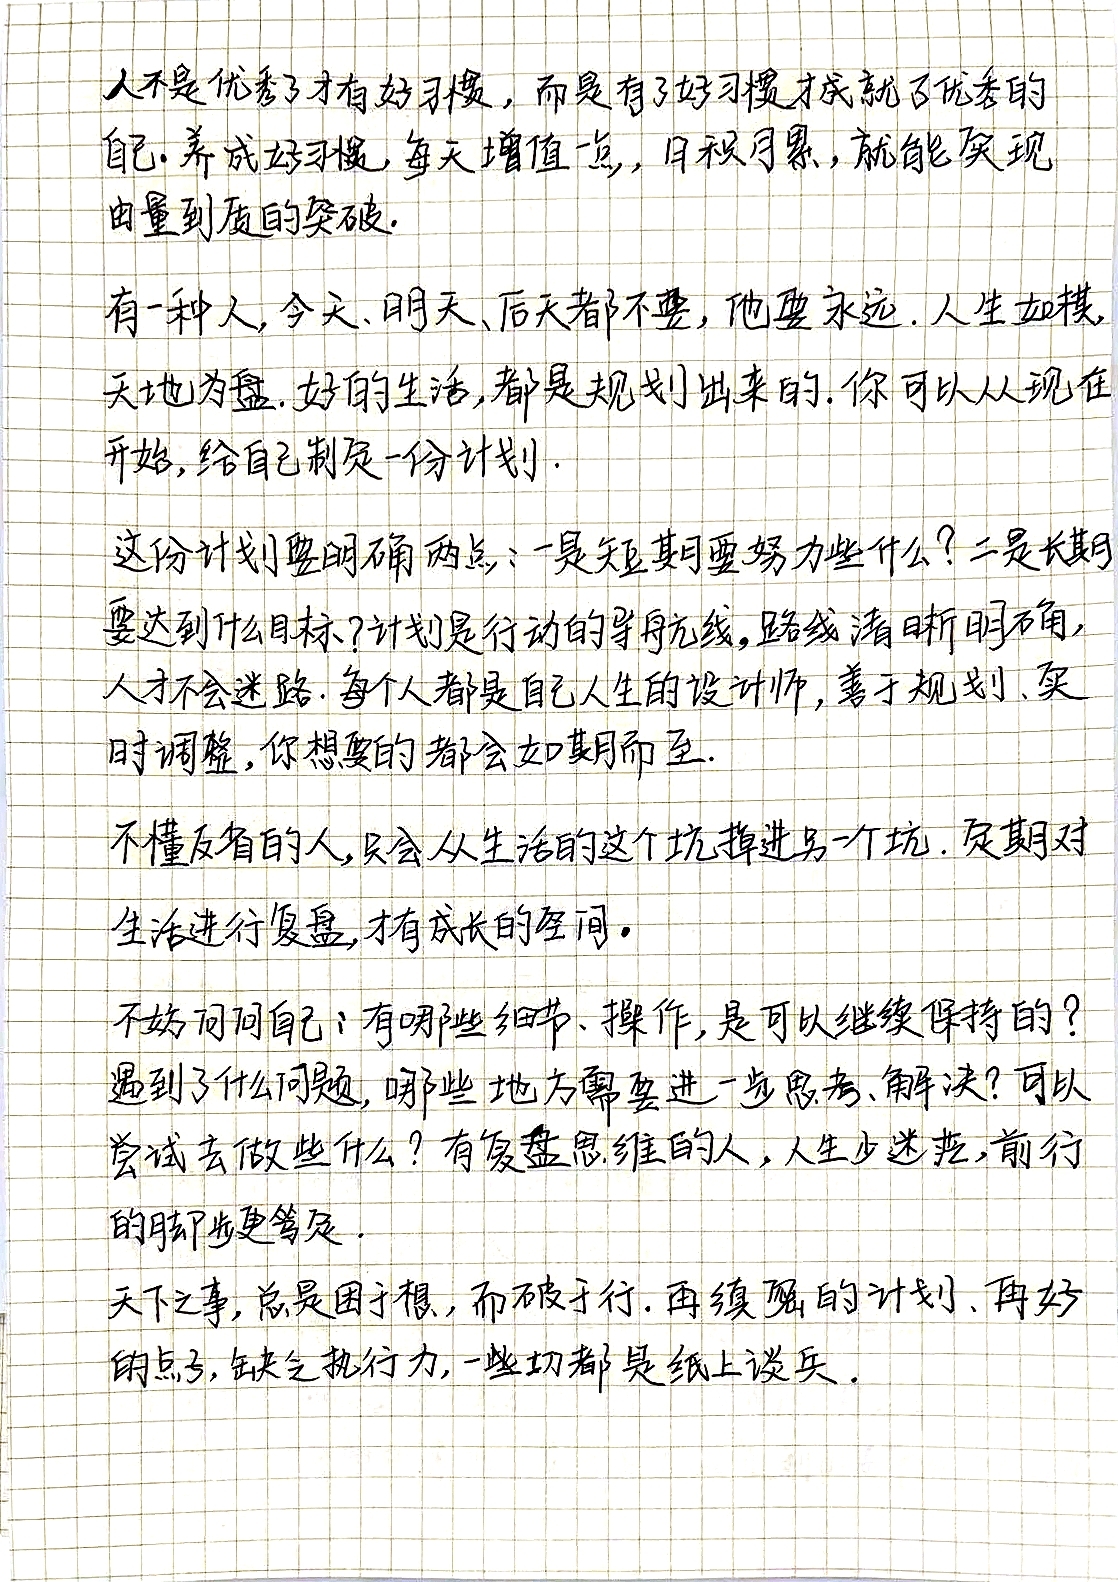 人不是优秀了才有好习惯，而是有了好习惯才成就了优秀的
自己.养成好习惯,每天增值一点，日积月累，就能实现
由量到质的突破.
有一种人,今天、明天、后天都不要，他要永远.人生如棋,
天地为盘.好的生活,都是规划出来的.你可以从现在
开始,给自己制定一份计划.
这份计划要明确两点:一是短期要努力些什么？二是长期
要达到什么目标?计划是行动的导航线。路线清晰明确，
人才不会迷路.每个人都是自己人生的设计师,善于规划、实
时调整,你想要的都会如期而至.
不懂反省的人,只会从生活的这个坑掉进另一个坑.定期对
生活进行复盘,才有成长的空间。
不妨问问自己:有哪些细节、操作,是可以继续保持的?
遇到了什么问题,哪些地方需要进一步思考、解决?可以
尝试去做些什么?有复盘思维的人，人生少迷茫,前行
的脚步更笃定.
天下之事,总是困于想,而破于行.再缜密的计划、再好
的点子,缺乏执行力,一些切都是纸上谈兵.